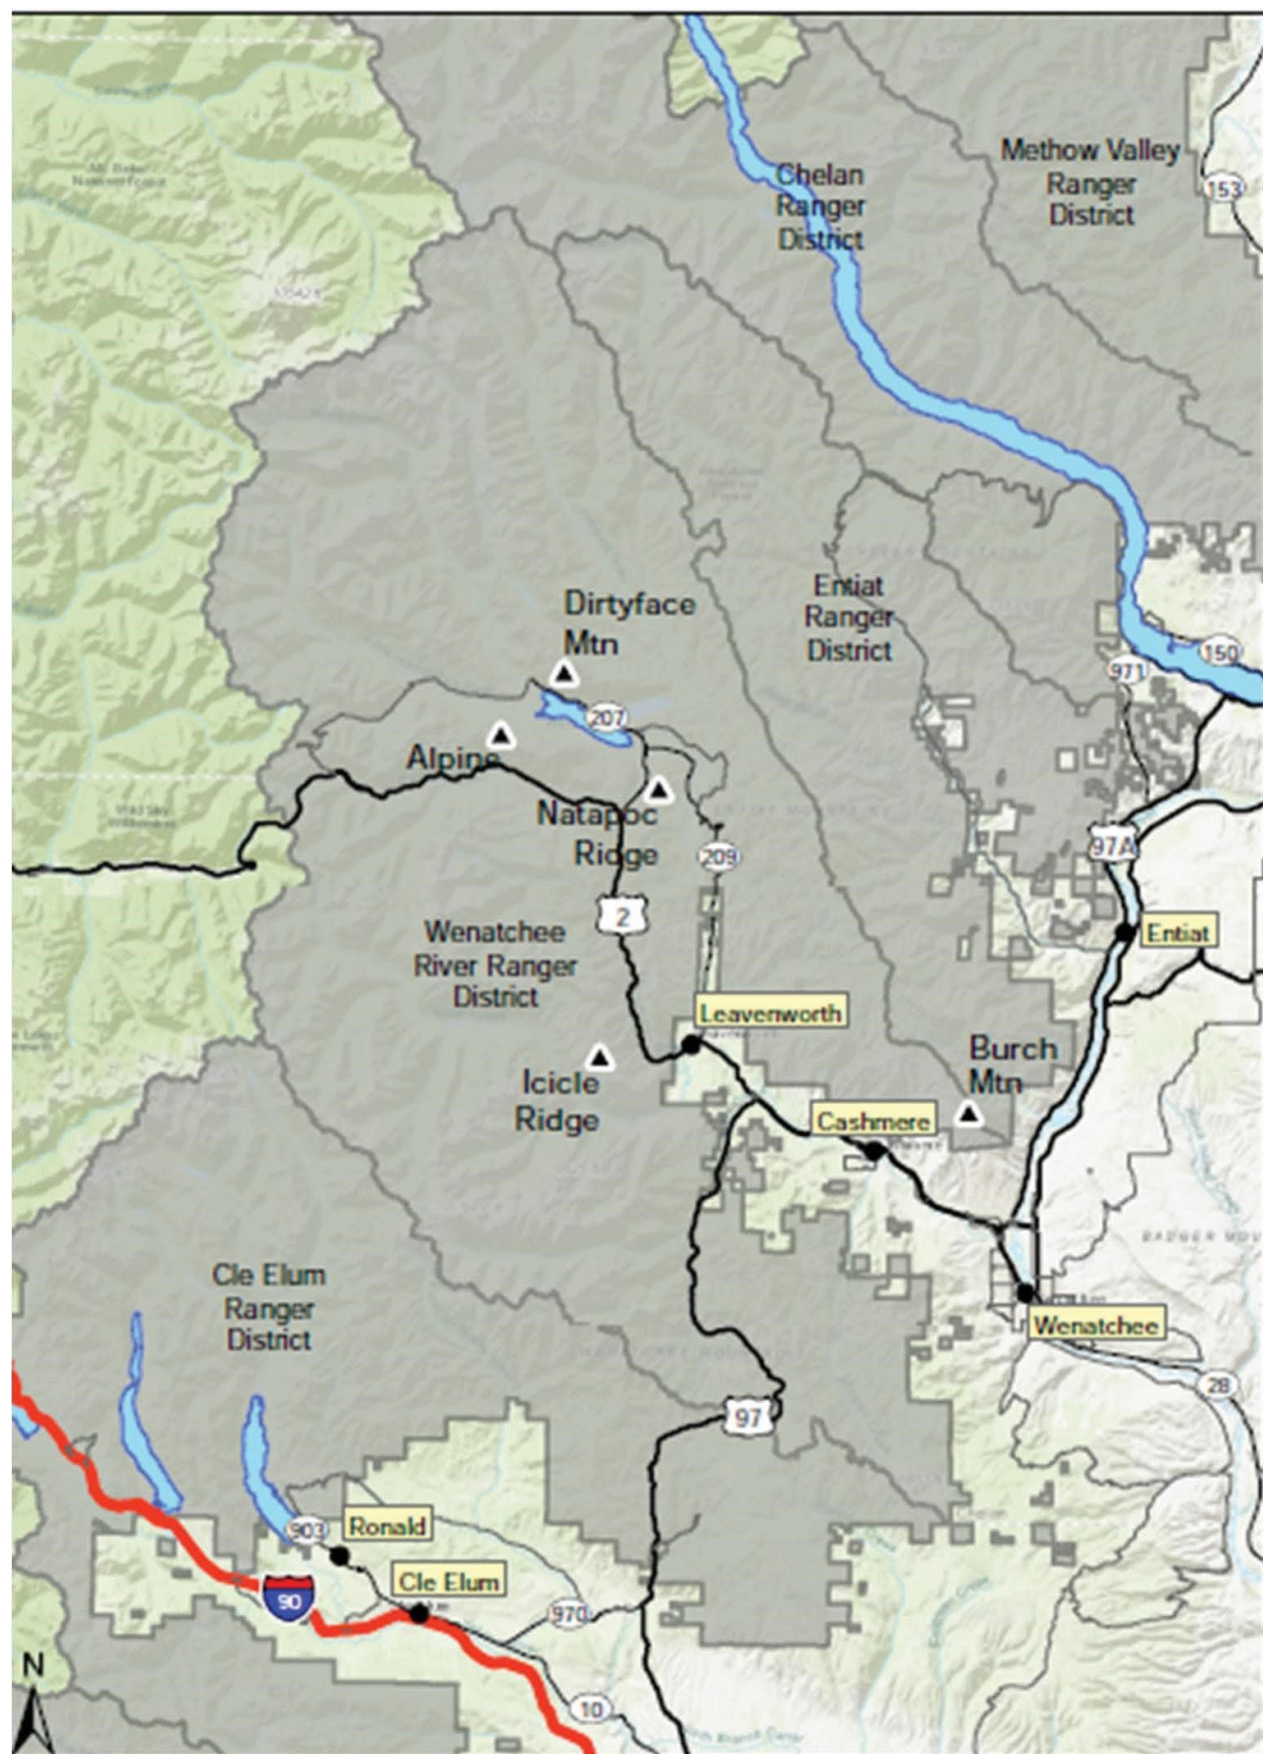 Methow Valley
Ranger
District
153
Chelan
Ranger
District
Dirtyface
Mtn
Entiat
Ranger
District
150
971
207
Alpine
Natapoc
Ridge
209
97A
2
Entiat
Wenatchee
River Ranger
District
Leavenworth
Burch
Mtn
Icicle
Ridge
Cashmere
Cle Elum
Ranger
District
Wenatchee
28
97
903
Ronald
Cle Elum
90
970
N
10